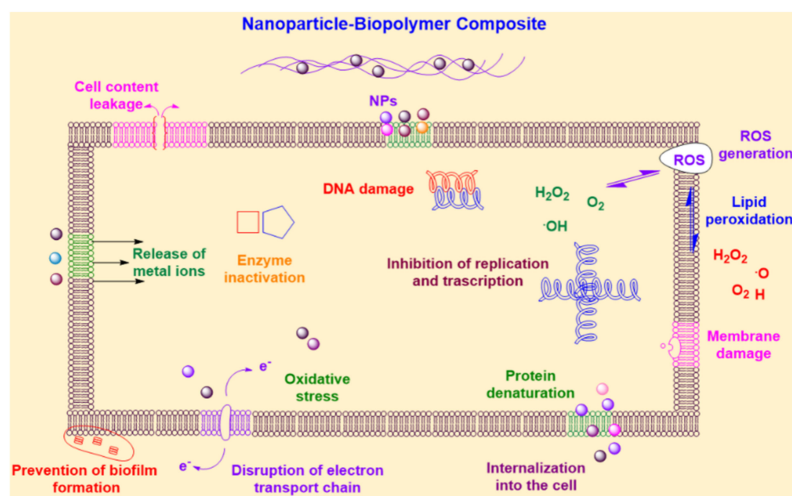 Nanoparticle-Biopolymer Composite
Cell content
leakage
NPs
ROS
generation
ROS
DNA damage
H2O2
O2
·OH
Lipid
peroxidation
H2O2
·O
O2 H
Release of
metal ions
Enzyme
inactivation
Inhibition of replication
and trascription
Membrane
damage
e-
Oxidative
stress
Protein
denaturation
Prevention of biofilm
formation
e-
Disruption of electron
transport chain
Internalization
into the cell